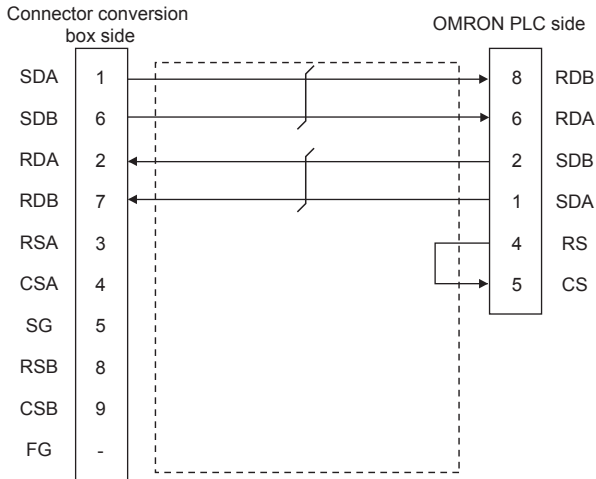 Connector conversion
box side
OMRON PLC side
SDA 1 8 RDB
SDB 6 6 RDA
RDA 2 2 SDB
RDB 7 1 SDA
RSA 3 4 RS
CSA 4 5 CS
SG 5
RSB 8
CSB 9
FG -